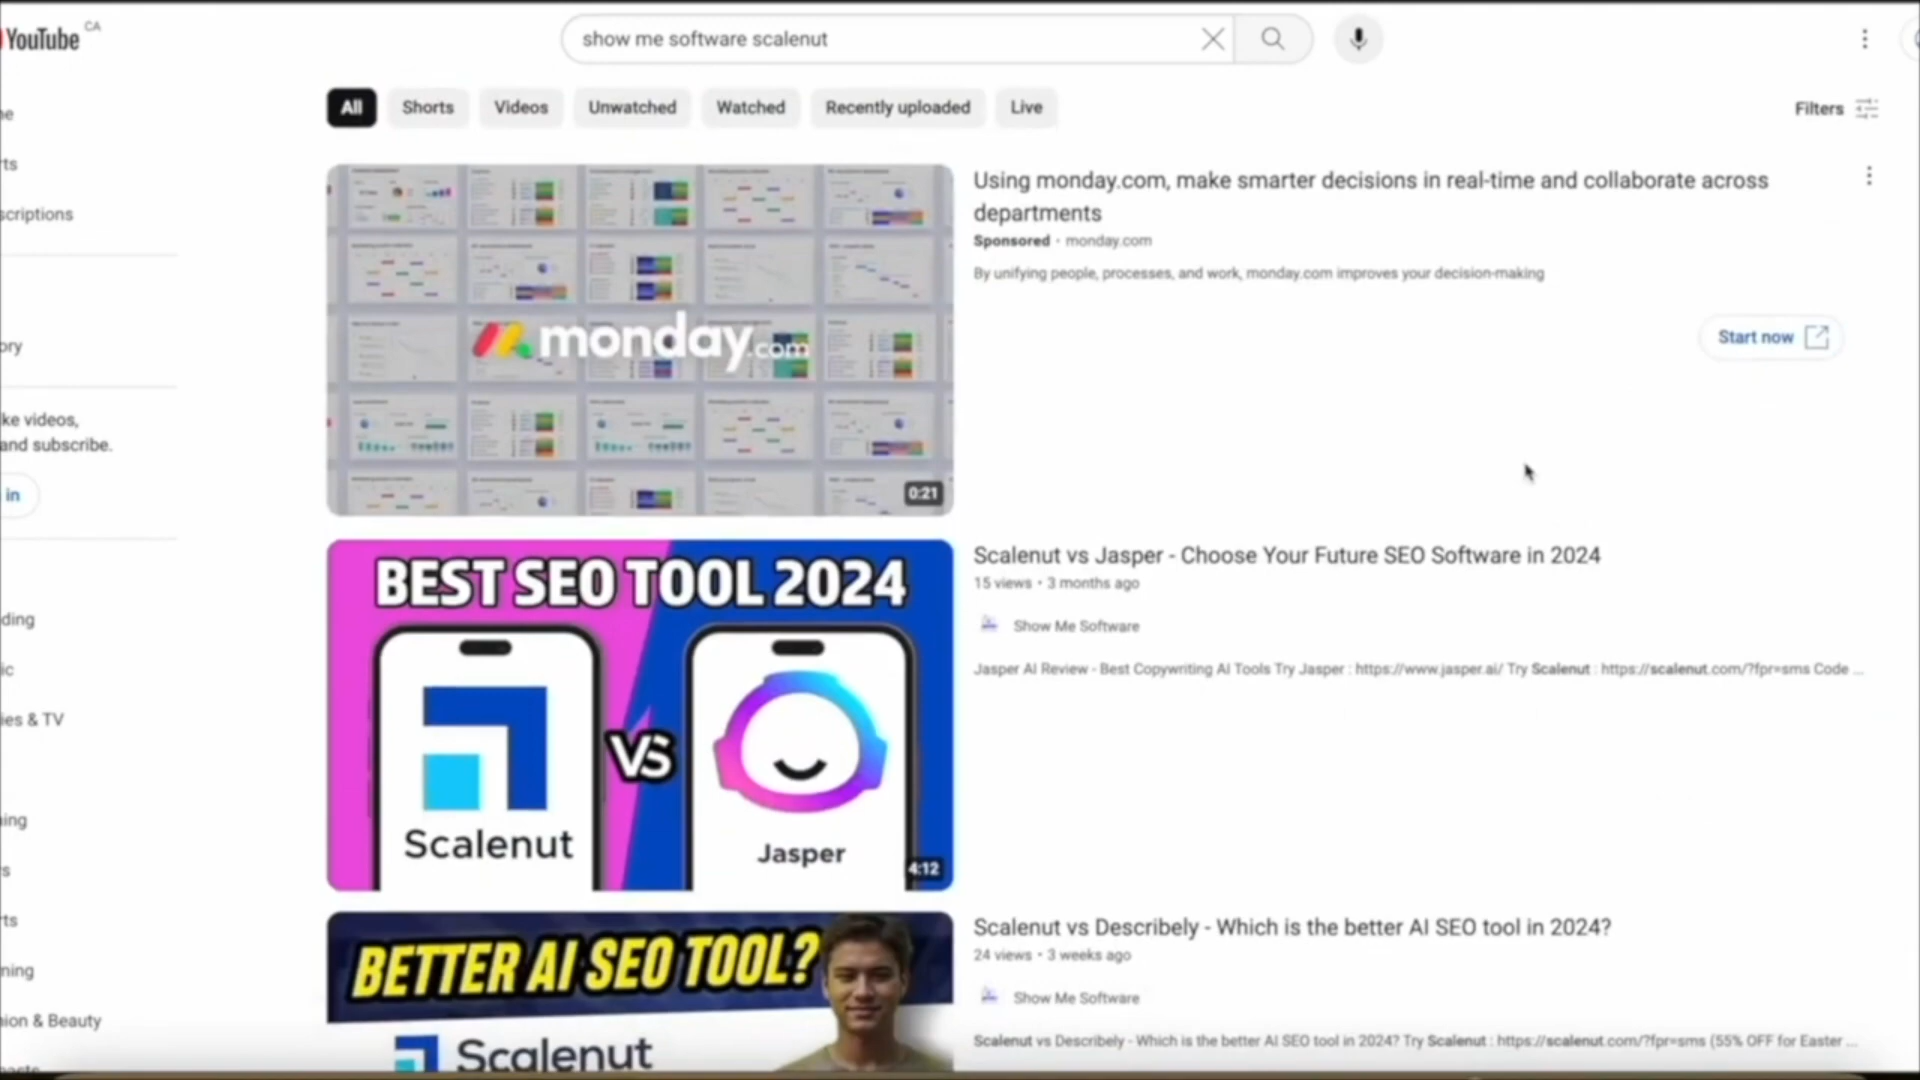 YouTube CA
show me software scalenut
All
Shorts
Videos
Unwatched
Watched
Recently uploaded
Live
Filters
scriptions
ory
ke videos,
and subscribe.
in
ding
ic
ies & TV
ning
ion & Beauty
monday.com
0:21
Using monday.com, make smarter decisions in real-time and collaborate across
departments
Sponsored · monday.com
By unifying people, processes, and work, monday.com improves your decision-making
Start now
BEST SEO TOOL 2024
Scalenut
VS
Jasper
4:12
Scalenut vs Jasper - Choose Your Future SEO Software in 2024
15 views · 3 months ago
Show Me Software
Jasper AI Review - Best Copywriting AI Tools Try Jasper : https://www.jasper.ai/ Try Scalenut : https://scalenut.com/?fpr=sms Code ...
BETTER AI SEO TOOL?
Scalenut
Scalenut vs Describely - Which is the better AI SEO tool in 2024?
24 views · 3 weeks ago
Show Me Software
Scalenut vs Describely - Which is the better AI SEO tool in 2024? Try Scalenut : https://scalenut.com/?fpr=sms (55% OFF for Easter ...